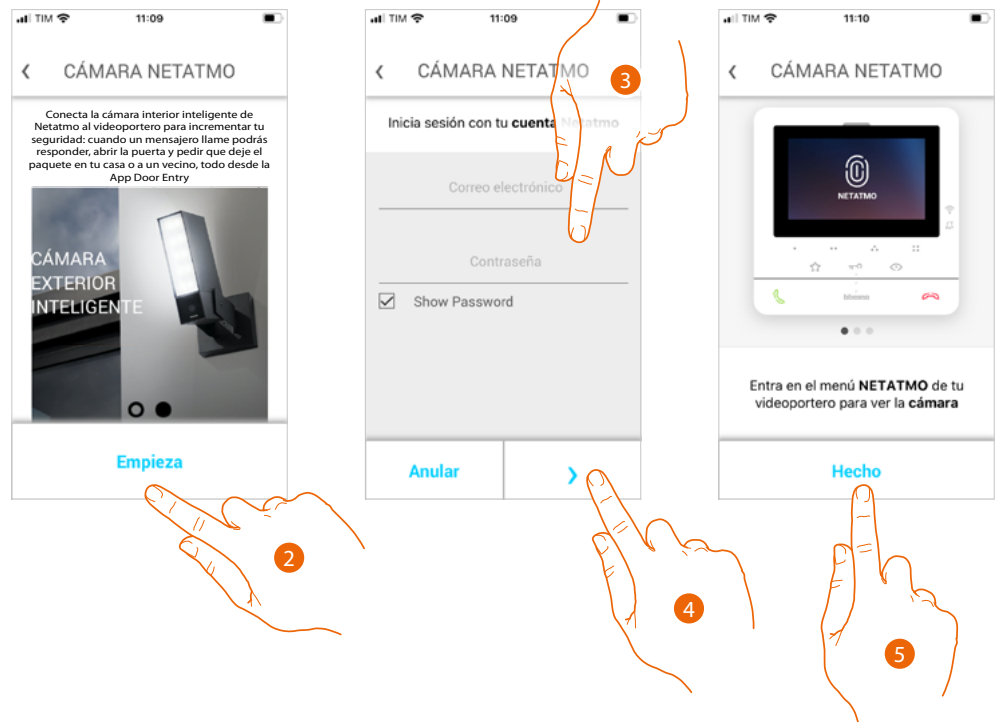 TIM 11:09
CÁMARA NETATMO
Conecta la cámara interior inteligente de
Netatmo al videoportero para incrementar tu
seguridad: cuando un mensajero llame podrás
responder, abrir la puerta y pedir que deje el
paquete en tu casa o a un vecino, todo desde la
App Door Entry
CÁMARA
EXTERIOR
INTELIGENTE
Empieza
2
TIM 11:09
CÁMARA NETATMO
3
Inicia sesión con tu cuenta Netatmo
Correo electrónico
Contraseña
Show Password
Anular
4
TIM 11:10
CÁMARA NETATMO
NETATMO
bticino
Entra en el menú NETATMO de tu
videoportero para ver la cámara
Hecho
5